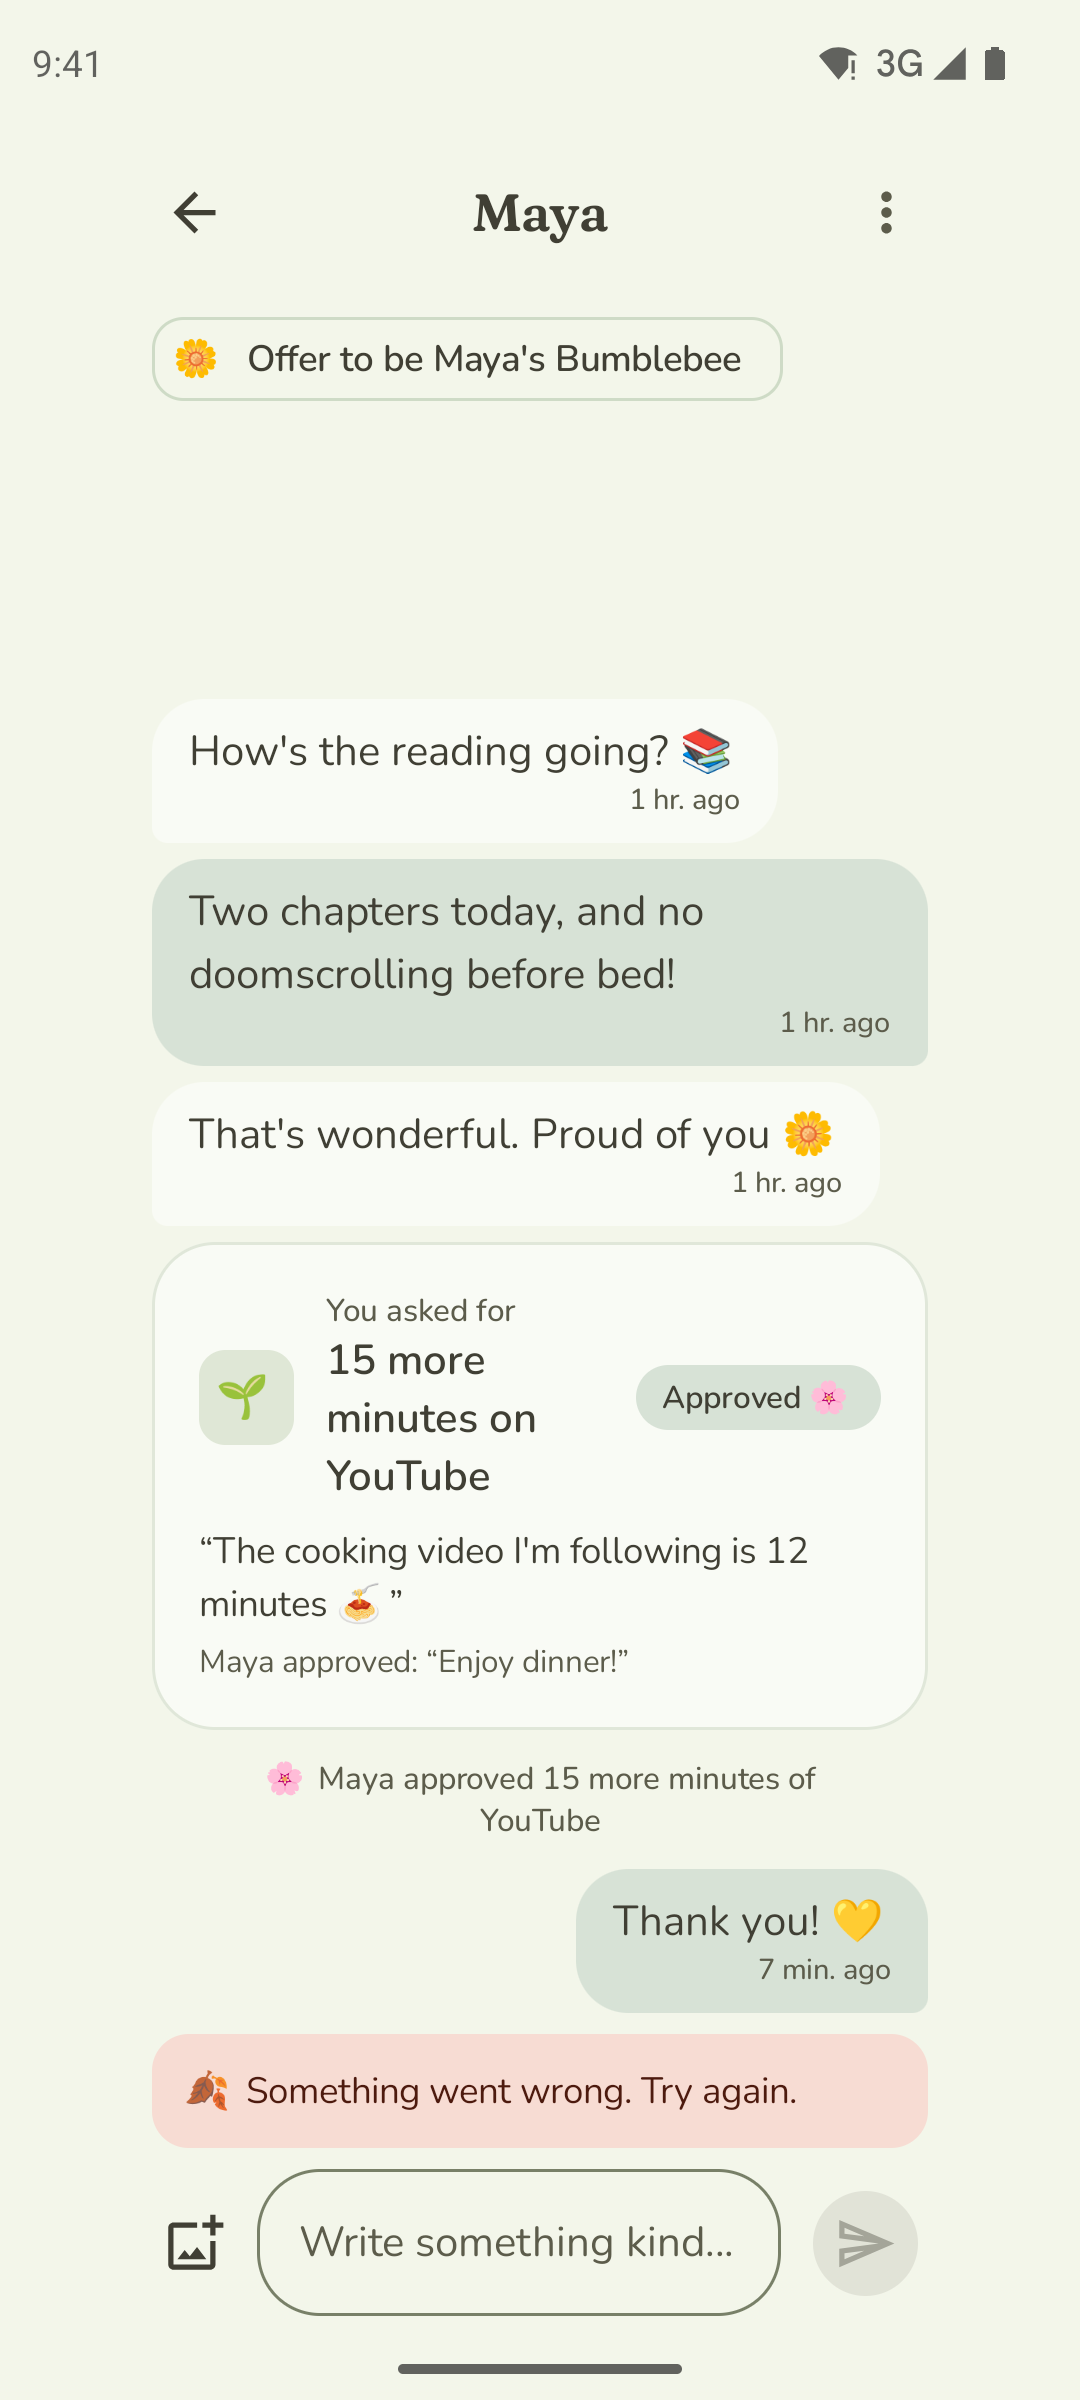 9:41
3G
Maya
🌼 Offer to be Maya's Bumblebee
How's the reading going? 📚
1 hr. ago
Two chapters today, and no
doomscrolling before bed!
1 hr. ago
That's wonderful. Proud of you 🌼
1 hr. ago
You asked for
15 more
minutes on
YouTube
Approved 🌸
“The cooking video I'm following is 12
minutes 🍝 ”
Maya approved: “Enjoy dinner!”
🌸 Maya approved 15 more minutes of
YouTube
Thank you! 💛
7 min. ago
🍂 Something went wrong. Try again.
Write something kind...